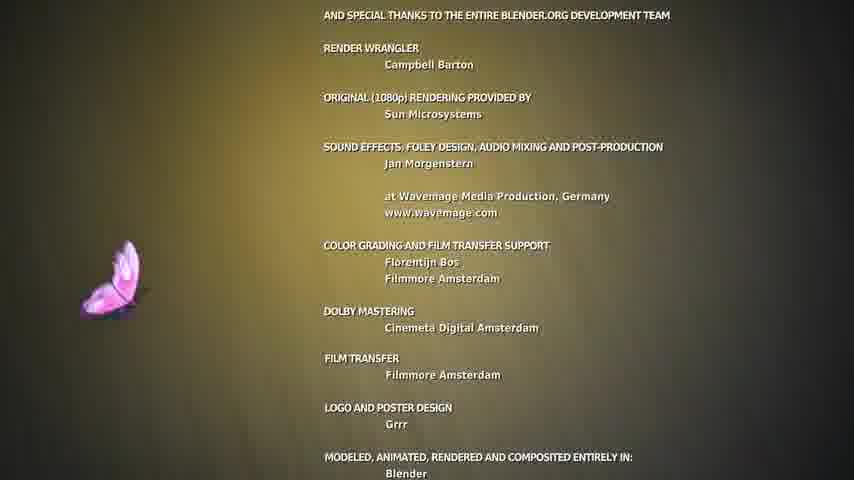 AND SPECIAL THANKS TO THE ENTIRE BLENDER.ORG DEVELOPMENT TEAM
RENDER WRANGLER
Campbell Barton
ORIGINAL (1080p) RENDERING PROVIDED BY
Sun Microsystems
SOUND EFFECTS, FOLEY DESIGN, AUDIO MIXING AND POST-PRODUCTION
Jan Morgenstern
at Wavemage Media Production, Germany
www.wavemage.com
COLOR GRADING AND FILM TRANSFER SUPPORT
Florentijn Bos
Filmmore Amsterdam
DOLBY MASTERING
Cinemeta Digital Amsterdam
FILM TRANSFER
Filmmore Amsterdam
LOGO AND POSTER DESIGN
Grrr
MODELED, ANIMATED, RENDERED AND COMPOSITED ENTIRELY IN:
Blender